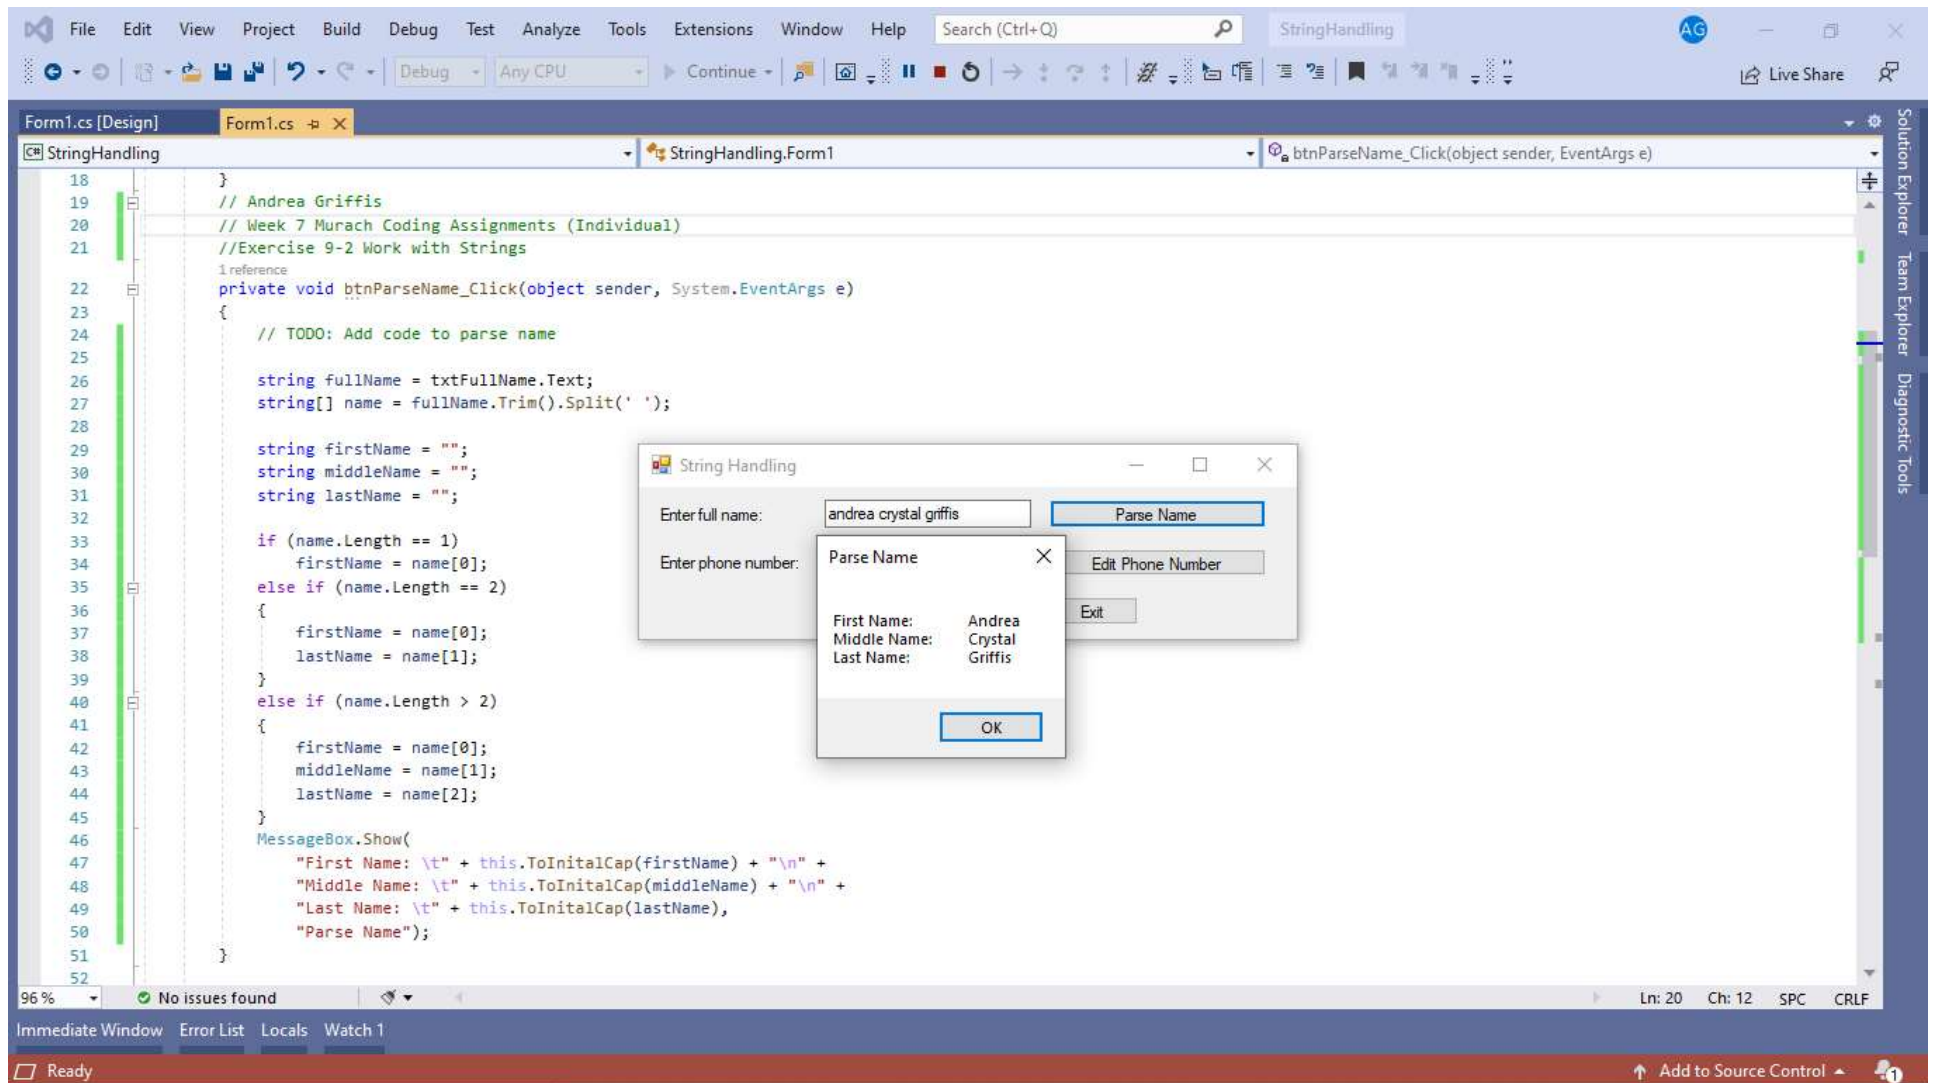 File Edit View Project Build Debug Test Analyze Tools Extensions Window Help Search (Ctrl+Q) StringHandling AG
Debug Any CPU Continue Live Share
Form1.cs [Design] Form1.cs
C# StringHandling StringHandling.Form1 btnParseName_Click(object sender, EventArgs e)
18 }
19 // Andrea Griffis
20 // Week 7 Murach Coding Assignments (Individual)
21 //Exercise 9-2 Work with Strings
1 reference
22 private void btnParseName_Click(object sender, System.EventArgs e)
23 {
24 // TODO: Add code to parse name
25
26 string fullName = txtFullName.Text;
27 string[] name = fullName.Trim().Split(' ');
28
29 string firstName = "";
30 string middleName = "";
31 string lastName = "";
32
33 if (name.Length == 1)
34 firstName = name[0];
35 else if (name.Length == 2)
36 {
37 firstName = name[0];
38 lastName = name[1];
39 }
40 else if (name.Length > 2)
41 {
42 firstName = name[0];
43 middleName = name[1];
44 lastName = name[2];
45 }
46 MessageBox.Show(
47 "First Name: \t" + this.ToInitalCap(firstName) + "\n" +
48 "Middle Name: \t" + this.ToInitalCap(middleName) + "\n" +
49 "Last Name: \t" + this.ToInitalCap(lastName),
50 "Parse Name");
51 }
52
String Handling
Enter full name: andrea crystal griffis Parse Name
Enter phone number: Edit Phone Number
Exit
Parse Name
First Name: Andrea
Middle Name: Crystal
Last Name: Griffis
OK
Solution Explorer
Team Explorer
Diagnostic Tools
96 % No issues found Ln: 20 Ch: 12 SPC CRLF
Immediate Window Error List Locals Watch 1
Ready Add to Source Control 1